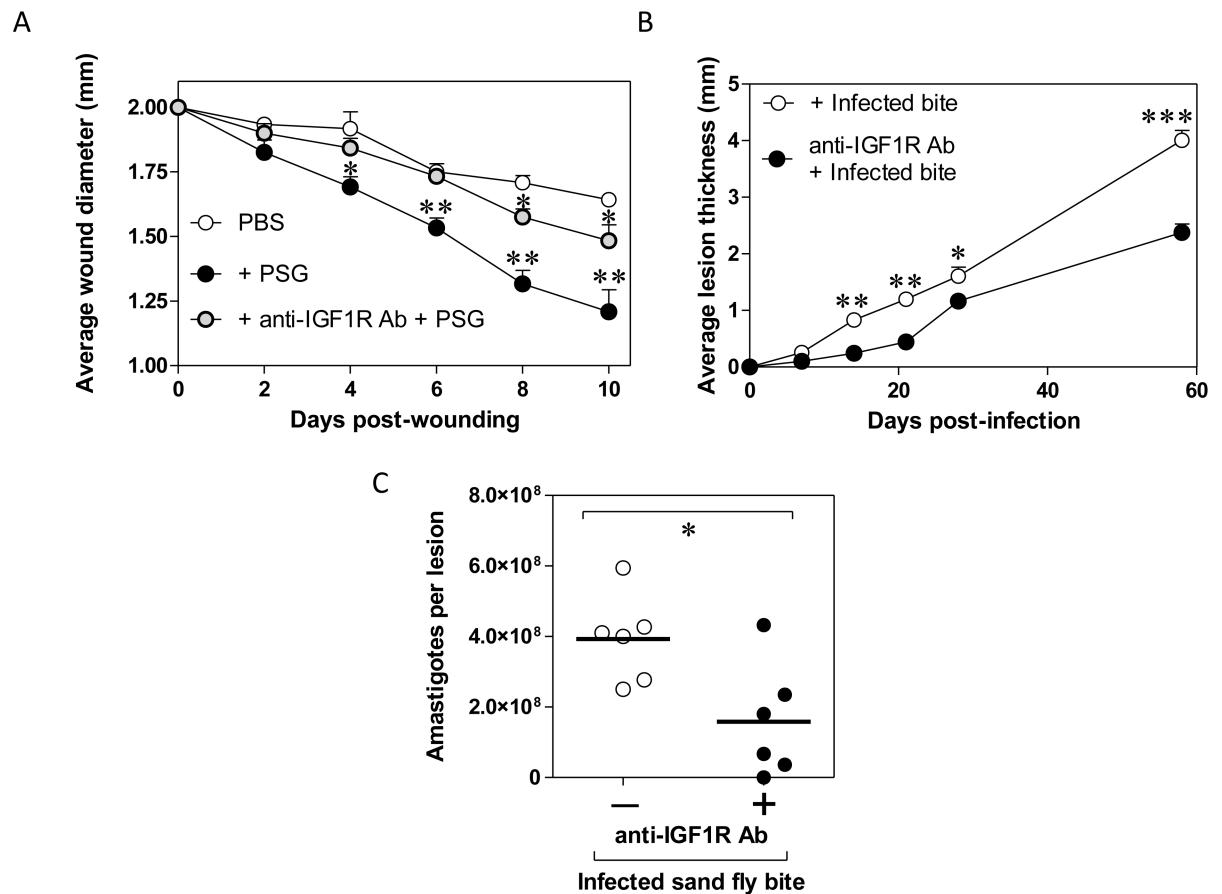 A
Average wound diameter (mm)
2.00
1.75
1.50
1.25
1.00
*
**
**
**
*
*
PBS
+ PSG
+ anti-IGF1R Ab + PSG
0 2 4 6 8 10
Days post-wounding
B
Average lesion thickness (mm)
5
4
3
2
1
0
+ Infected bite
anti-IGF1R Ab
+ Infected bite
**
**
*
***
0 20 40 60
Days post-infection
C
Amastigotes per lesion
8.0×10⁸
6.0×10⁸
4.0×10⁸
2.0×10⁸
0
*
— +
anti-IGF1R Ab
Infected sand fly bite